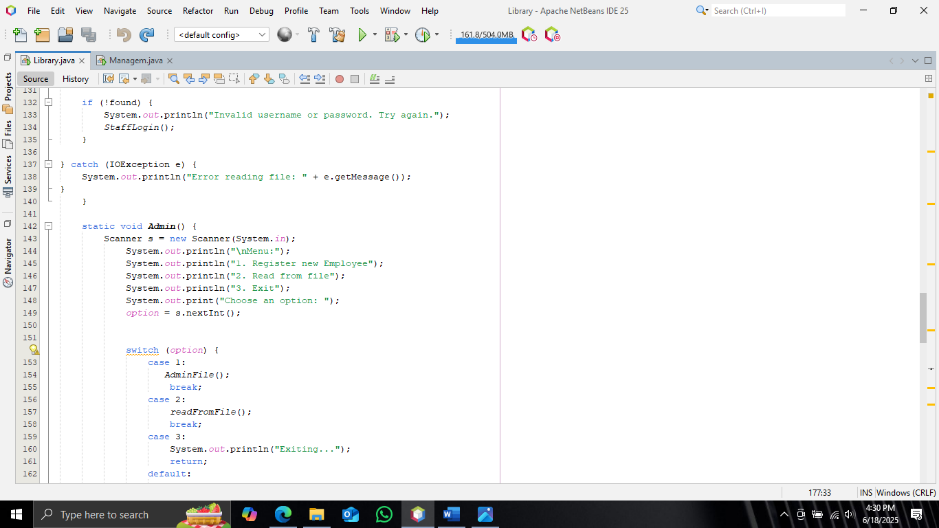 File Edit View Navigate Source Refactor Run Debug Profile Team Tools Window Help Library - Apache NetBeans IDE 25 Search (Ctrl+I)
<default config> 161.8/504.0MB
Library.java Managem.java
Source History
Projects
Files
Services
Navigator
131
132 if (!found) {
133 System.out.println("Invalid username or password. Try again.");
134 StaffLogin();
135 }
136
137 } catch (IOException e) {
138 System.out.println("Error reading file: " + e.getMessage());
139 }
140 }
141
142 static void Admin() {
143 Scanner s = new Scanner(System.in);
144 System.out.println("\nMenu:");
145 System.out.println("1. Register new Employee");
146 System.out.println("2. Read from file");
147 System.out.println("3. Exit");
148 System.out.print("Choose an option: ");
149 option = s.nextInt();
150
151
switch (option) {
153 case 1:
154 AdminFile();
155 break;
156 case 2:
157 readFromFile();
158 break;
159 case 3:
160 System.out.println("Exiting...");
161 return;
162 default:
177:33 INS Windows (CRLF)
Type here to search
4:30 PM
6/18/2025